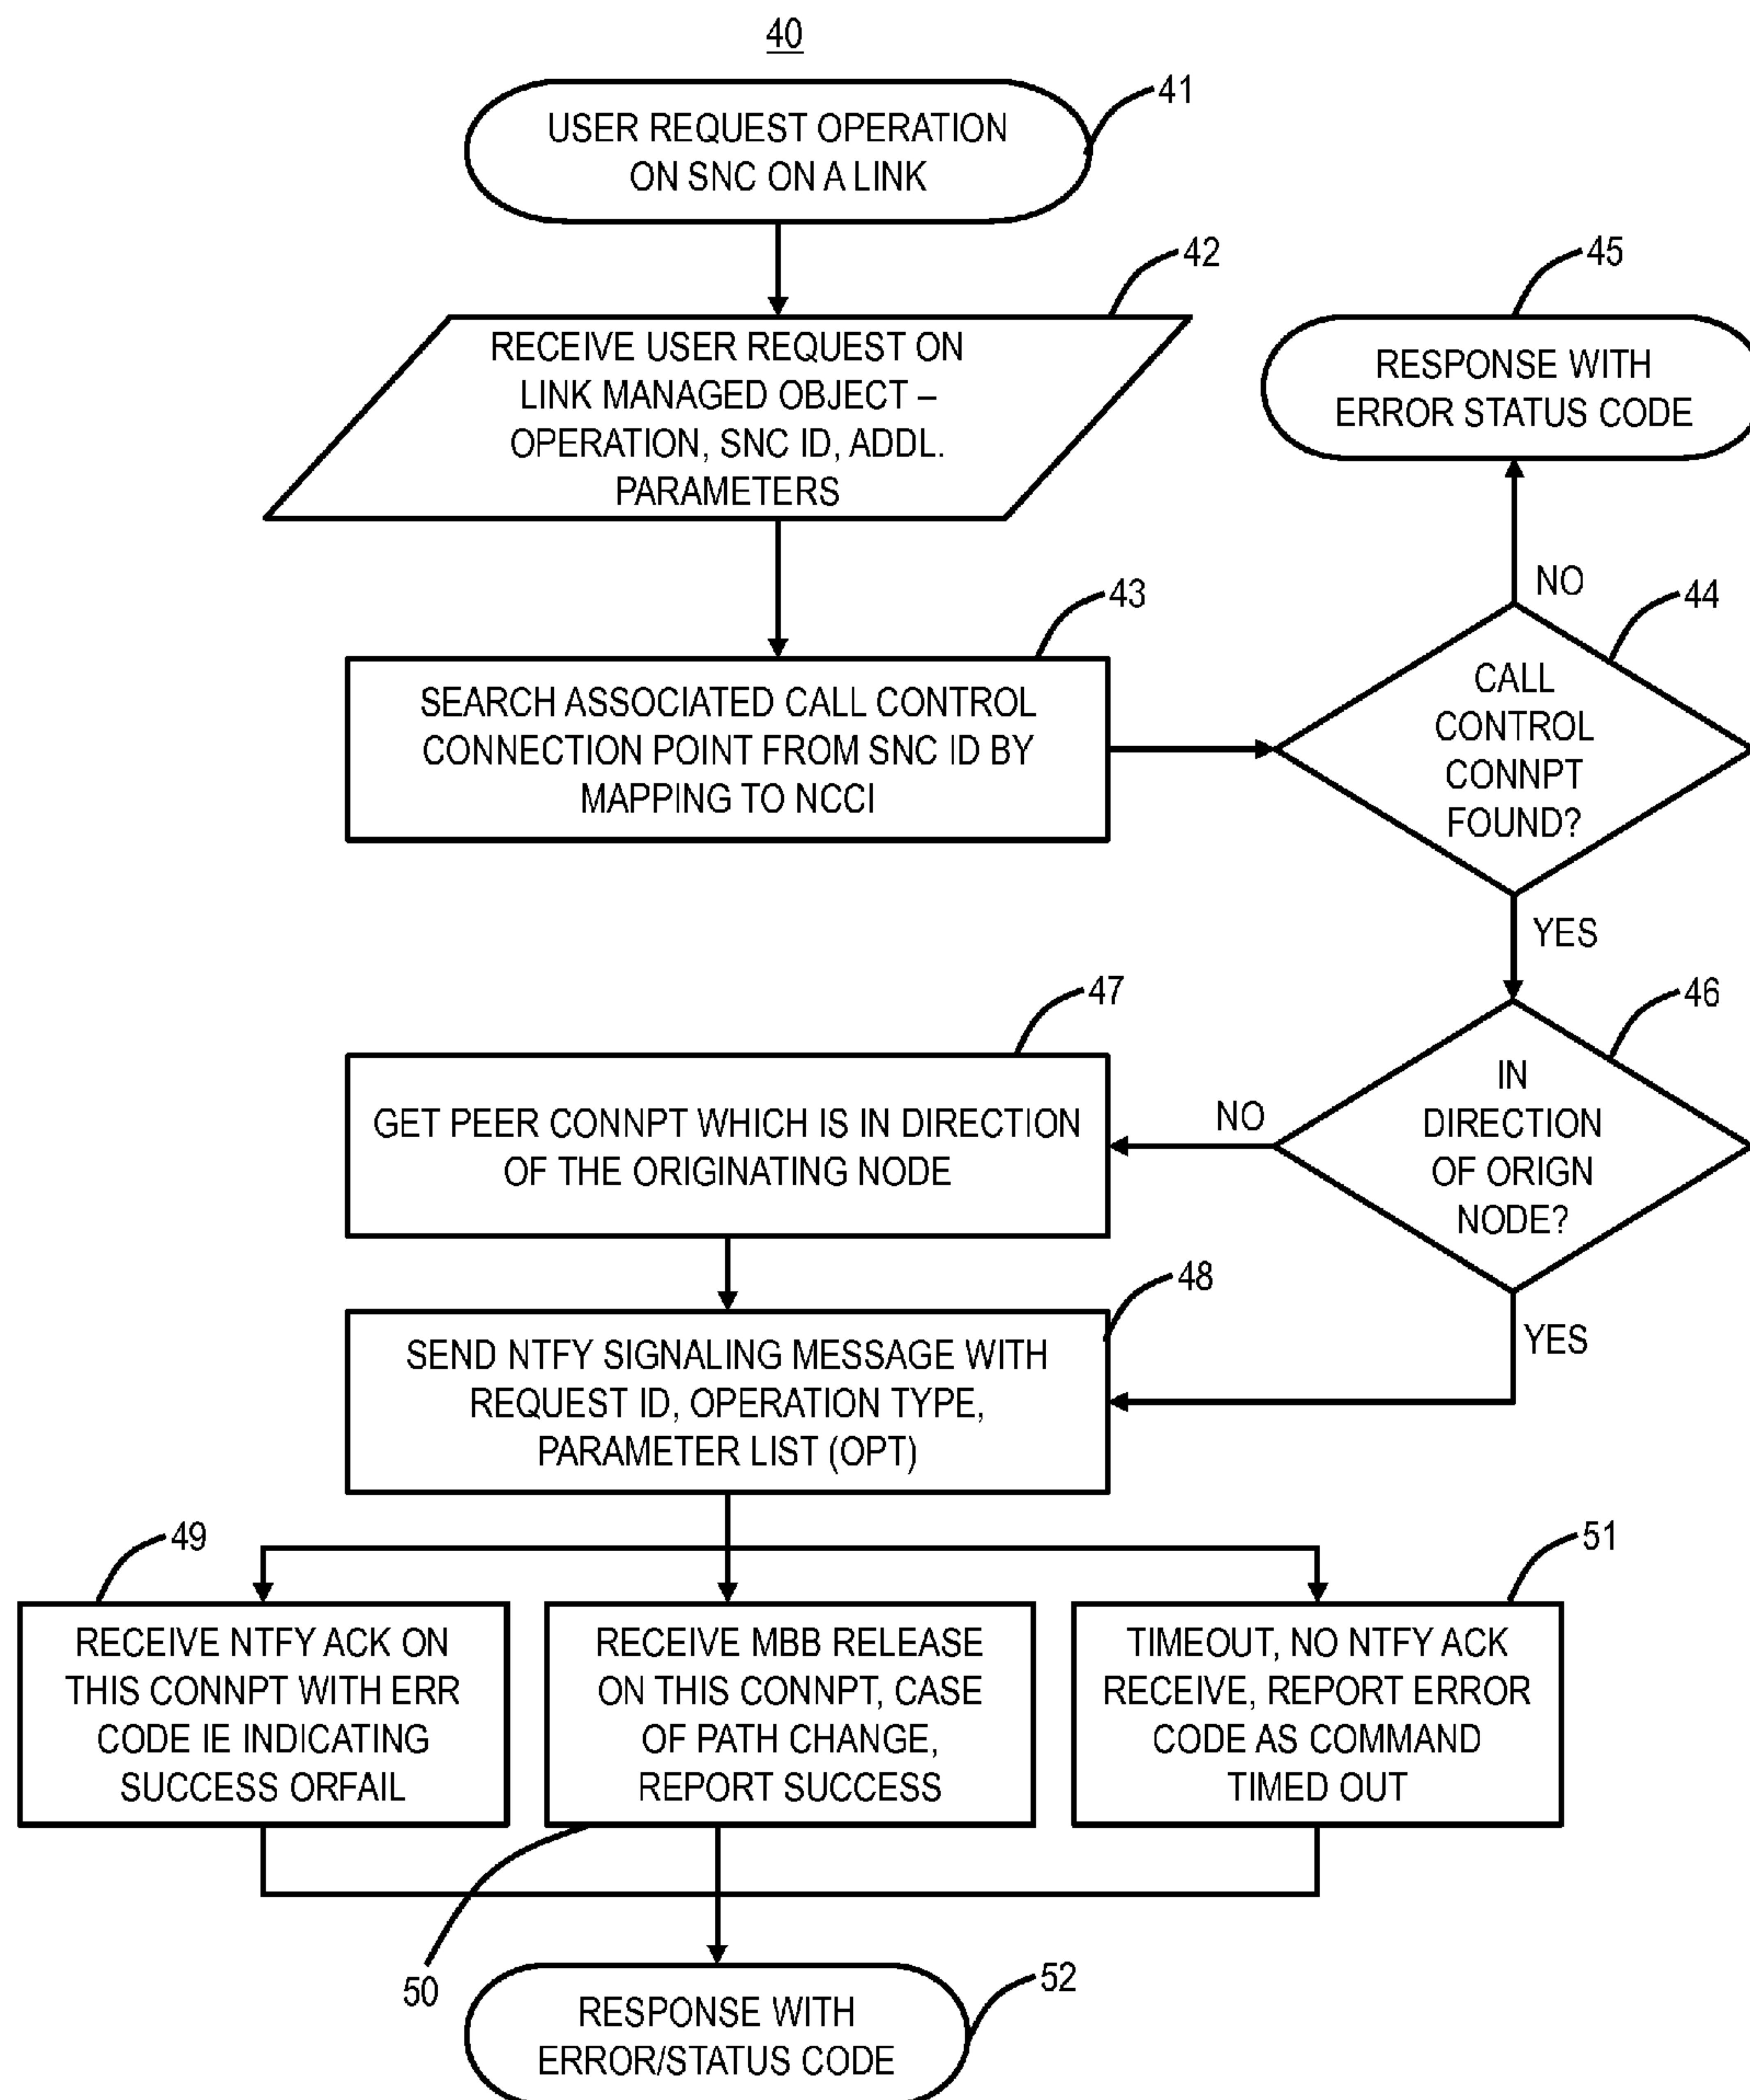 40
41
USER REQUEST OPERATION
ON SNC ON A LINK
42
RECEIVE USER REQUEST ON
LINK MANAGED OBJECT –
OPERATION, SNC ID, ADDL.
PARAMETERS
45
RESPONSE WITH
ERROR STATUS CODE
43
SEARCH ASSOCIATED CALL CONTROL
CONNECTION POINT FROM SNC ID BY
MAPPING TO NCCI
NO
44
CALL
CONTROL
CONNPT
FOUND?
YES
46
IN
DIRECTION
OF ORIGN
NODE?
NO
YES
47
GET PEER CONNPT WHICH IS IN DIRECTION
OF THE ORIGINATING NODE
48
SEND NTFY SIGNALING MESSAGE WITH
REQUEST ID, OPERATION TYPE,
PARAMETER LIST (OPT)
49
RECEIVE NTFY ACK ON
THIS CONNPT WITH ERR
CODE IE INDICATING
SUCCESS ORFAIL
RECEIVE MBB RELEASE
ON THIS CONNPT, CASE
OF PATH CHANGE,
REPORT SUCCESS
50
51
TIMEOUT, NO NTFY ACK
RECEIVE, REPORT ERROR
CODE AS COMMAND
TIMED OUT
52
RESPONSE WITH
ERROR/STATUS CODE